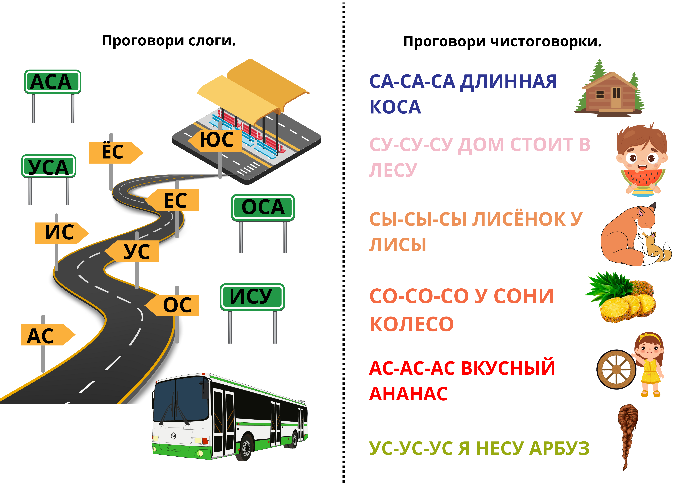 Проговори слоги.
АСА
ЁС
ЮС
УСА
ЕС
ОСА
ИС
УС
ИСУ
ОС
АС
Проговори чистоговорки.
СА-СА-СА ДЛИННАЯ
КОСА
СУ-СУ-СУ ДОМ СТОИТ В
ЛЕСУ
СЫ-СЫ-СЫ ЛИСЁНОК У
ЛИСЫ
СО-СО-СО У СОНИ
КОЛЕСО
АС-АС-АС ВКУСНЫЙ
АНАНАС
УС-УС-УС Я НЕСУ АРБУЗ